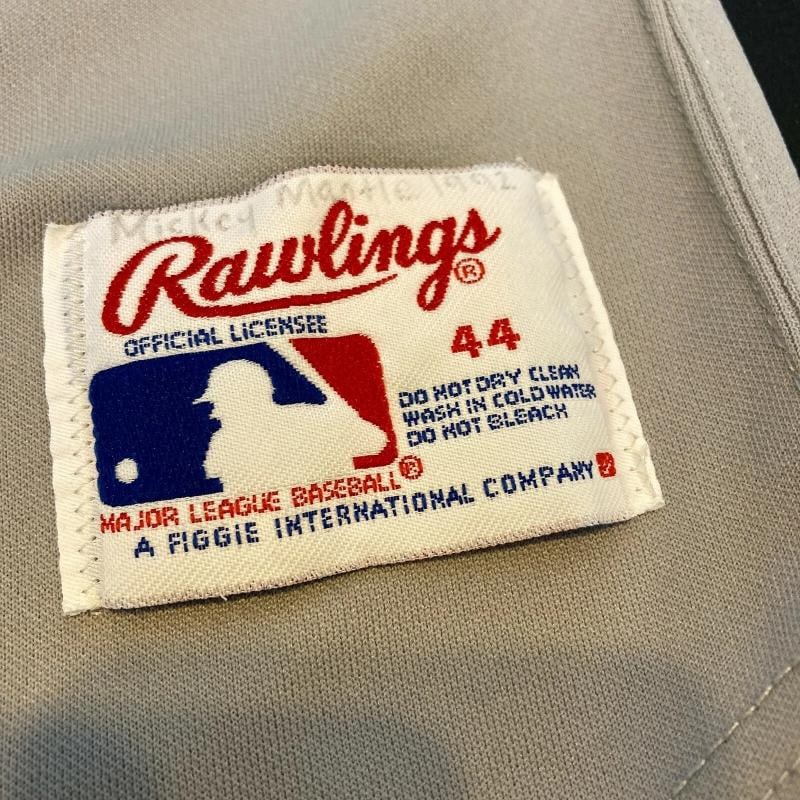 Mickey Mantle 1992
Rawlings®
OFFICIAL LICENSEE
44
DO NOT DRY CLEAN
WASH IN COLD WATER
DO NOT BLEACH
MAJOR LEAGUE BASEBALL®
A FIGGIE INTERNATIONAL COMPANY